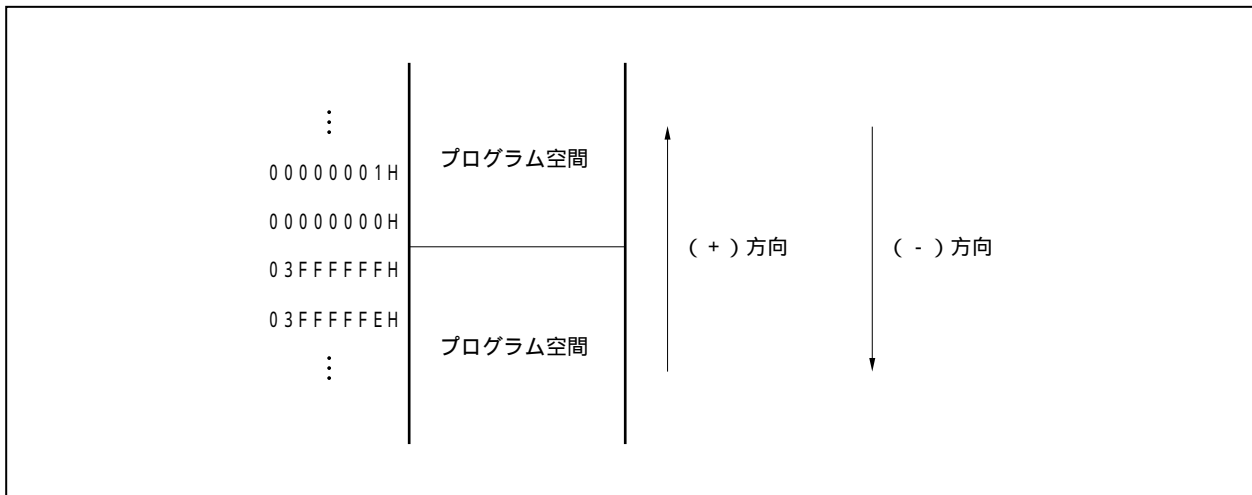 ⋮
00000001H
00000000H
03FFFFFFH
03FFFFFEH
⋮
プログラム空間
プログラム空間
(+)方向
(-)方向